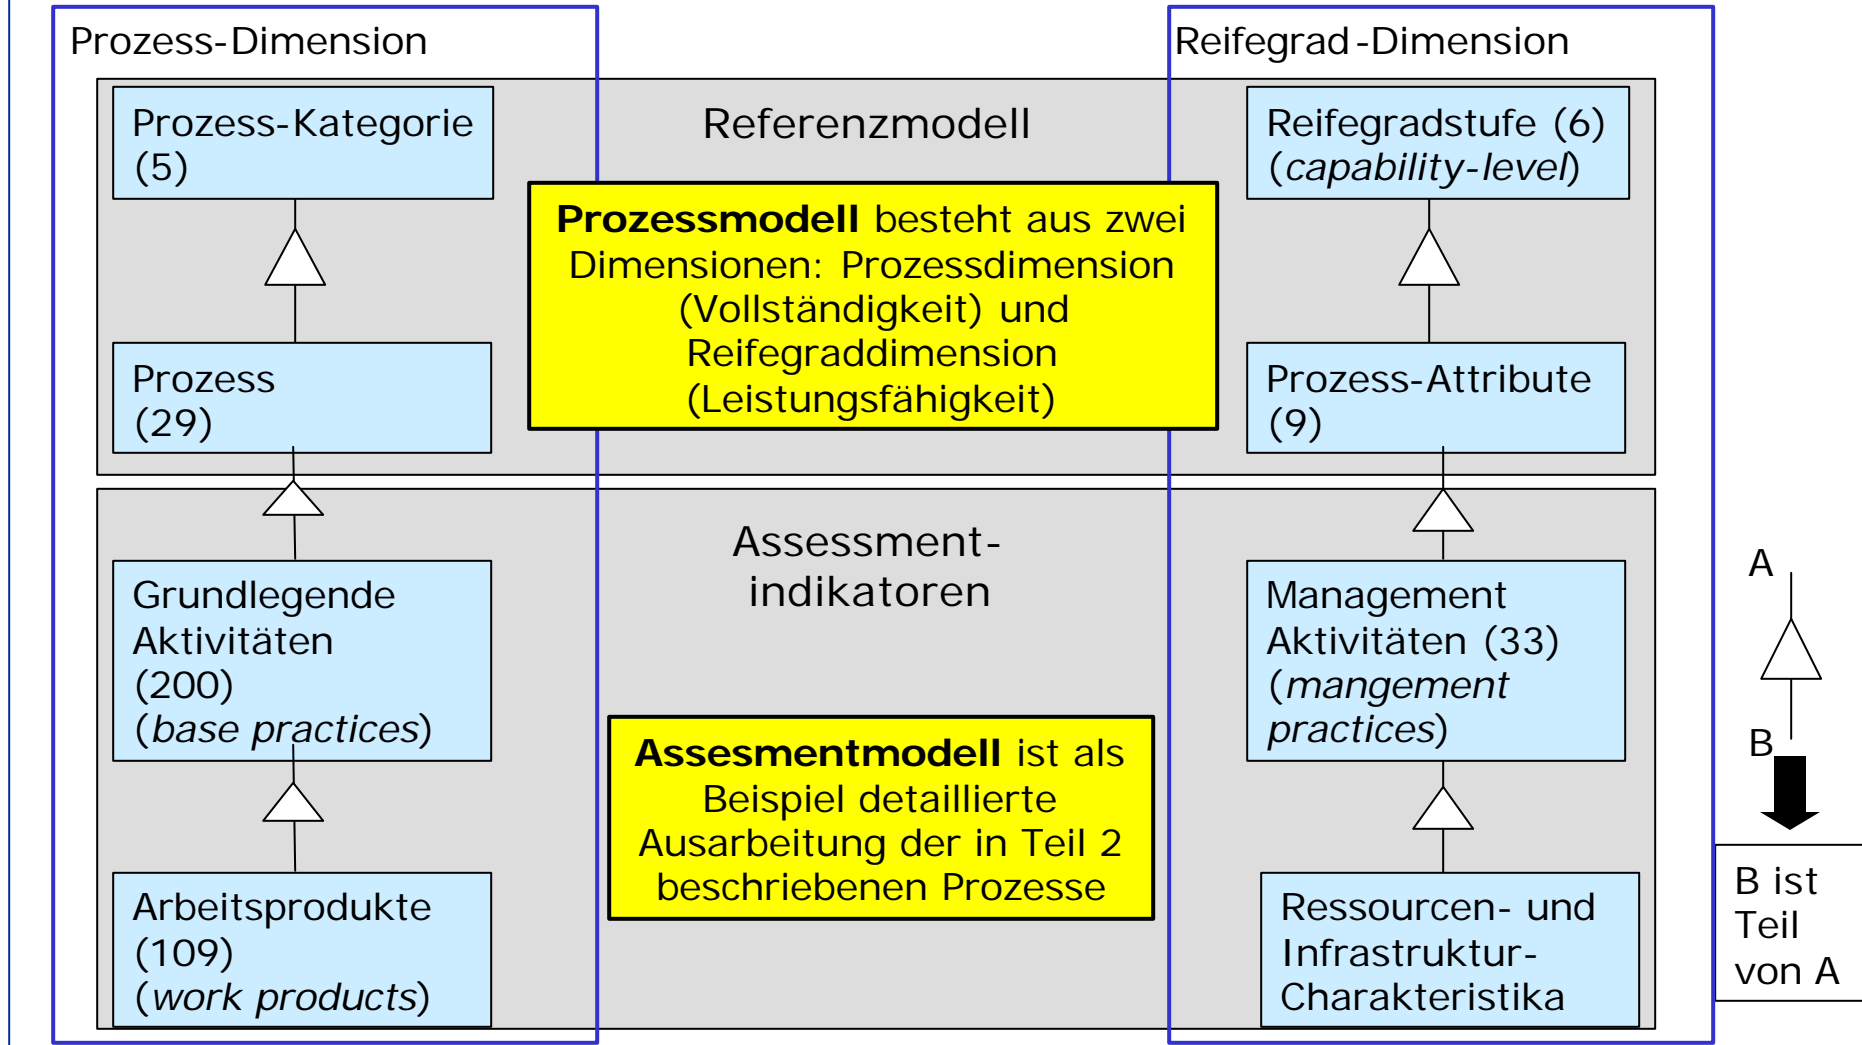 Prozess-Dimension
Reifegrad-Dimension
Prozess-Kategorie
(5)
Referenzmodell
Reifegradstufe (6)
(capability-level)
Prozessmodell besteht aus zwei
Dimensionen: Prozessdimension
(Vollständigkeit) und
Reifegraddimension
(Leistungsfähigkeit)
Prozess
(29)
Prozess-Attribute
(9)
Assessment-
indikatoren
Grundlegende
Aktivitäten
(200)
(base practices)
Management
Aktivitäten (33)
(mangement
practices)
Assesmentmodell ist als
Beispiel detaillierte
Ausarbeitung der in Teil 2
beschriebenen Prozesse
Arbeitsprodukte
(109)
(work products)
Ressourcen- und
Infrastruktur-
Charakteristika
A
B
B ist
Teil
von A